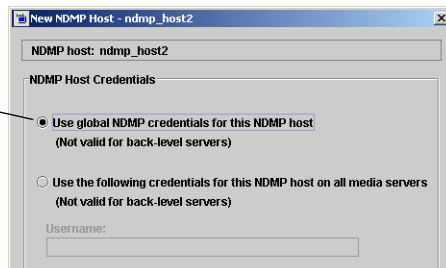 New NDMP Host - ndmp_host2
NDMP host: ndmp_host2
NDMP Host Credentials
Use global NDMP credentials for this NDMP host
(Not valid for back-level servers)
Use the following credentials for this NDMP host on all media servers
(Not valid for back-level servers)
Username: